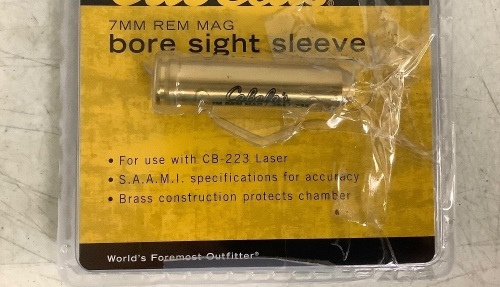 7MM REM MAG
bore sight sleeve
Cabela's
• For use with CB-223 Laser
• S.A.A.M.I. specifications for accuracy
• Brass construction protects chamber
World's Foremost Outfitter®